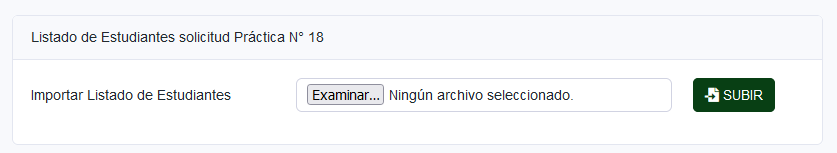 Listado de Estudiantes solicitud Práctica N° 18
Importar Listado de Estudiantes Examinar... Ningún archivo seleccionado. SUBIR